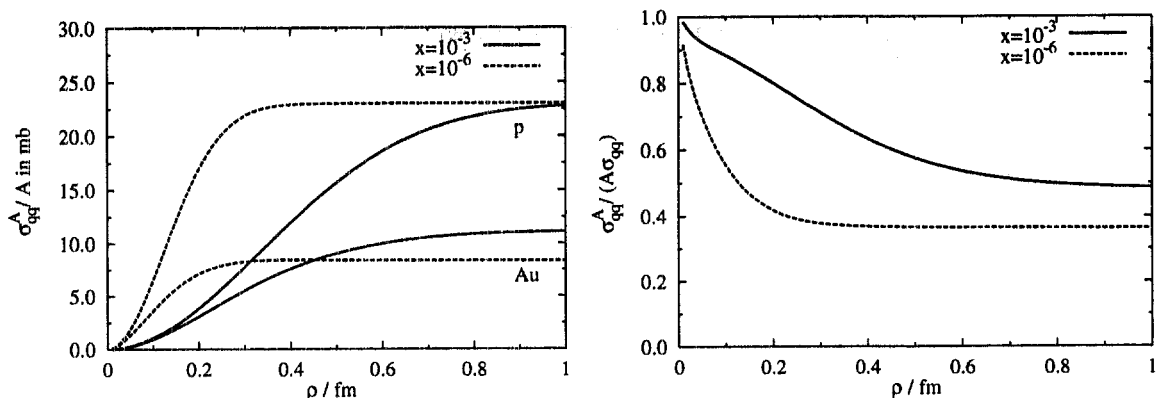 30.0
25.0
20.0
15.0
10.0
5.0
0.0
σ^A_qq / A in mb
x=10^-3
x=10^-6
p
Au
0 0.2 0.4 0.6 0.8 1
ρ / fm
1.0
0.8
0.6
0.4
0.2
0.0
σ^A_qq / (Aσ_qq)
x=10^-3
x=10^-6
0 0.2 0.4 0.6 0.8 1
ρ / fm